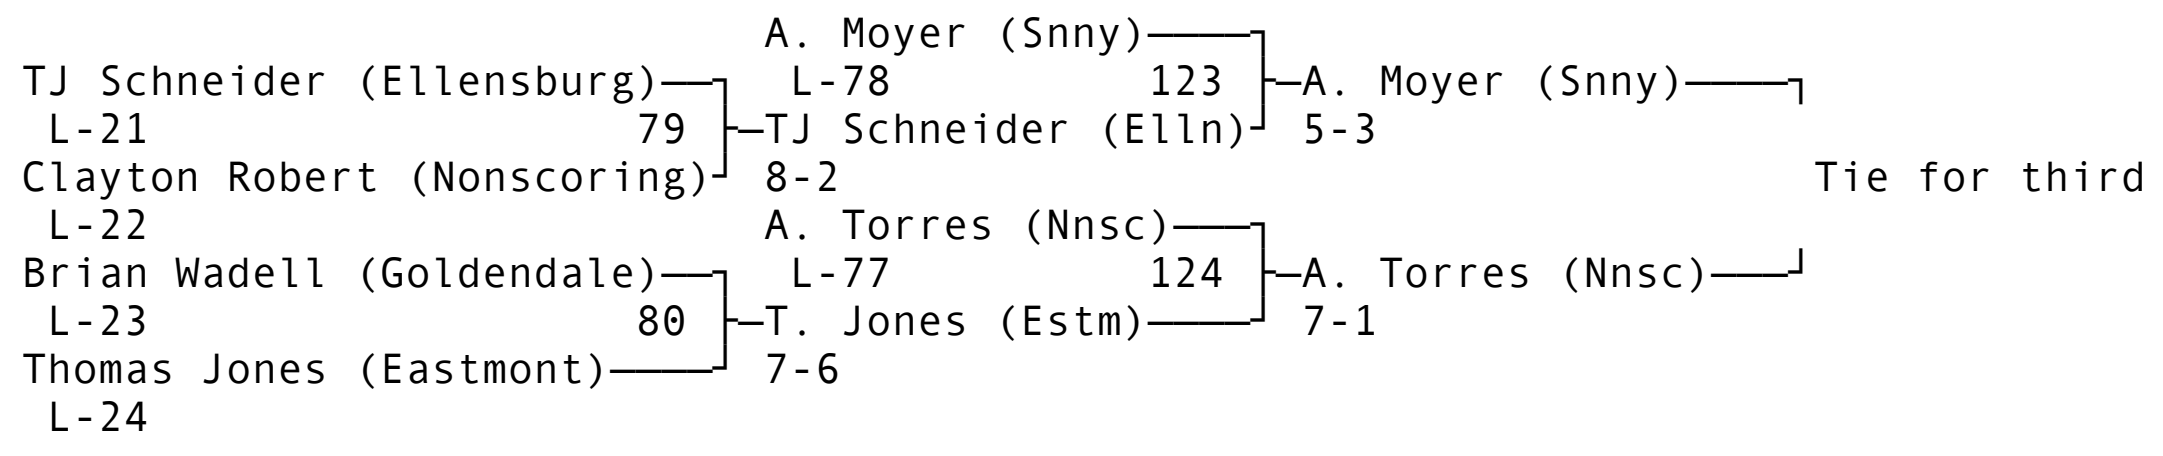 A. Moyer (Snny)
TJ Schneider (Ellensburg) L-78 123 A. Moyer (Snny)
L-21 79 TJ Schneider (Elln) 5-3
Clayton Robert (Nonscoring) 8-2 Tie for third
L-22 A. Torres (Nnsc)
Brian Wadell (Goldendale) L-77 124 A. Torres (Nnsc)
L-23 80 T. Jones (Estm) 7-1
Thomas Jones (Eastmont) 7-6
L-24